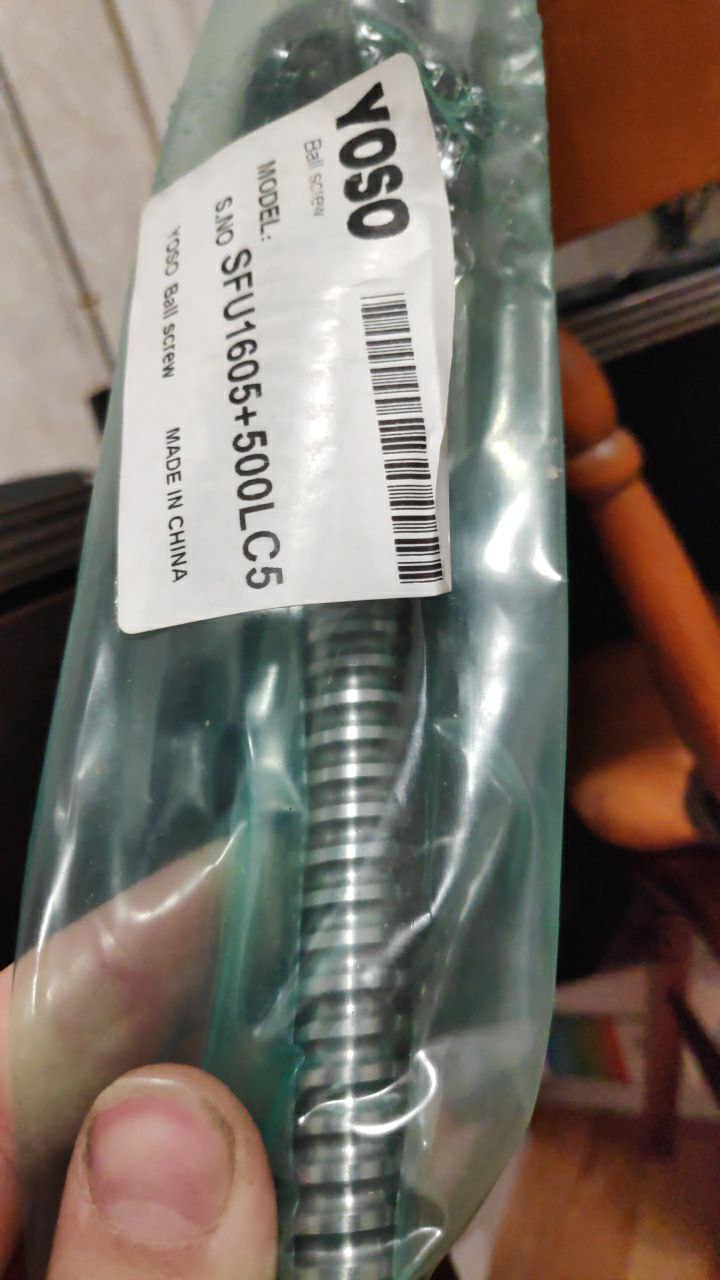 YOSO
Ball screw
MODEL:
S.NO SFU1605+500LC5
YOSO Ball screw MADE IN CHINA